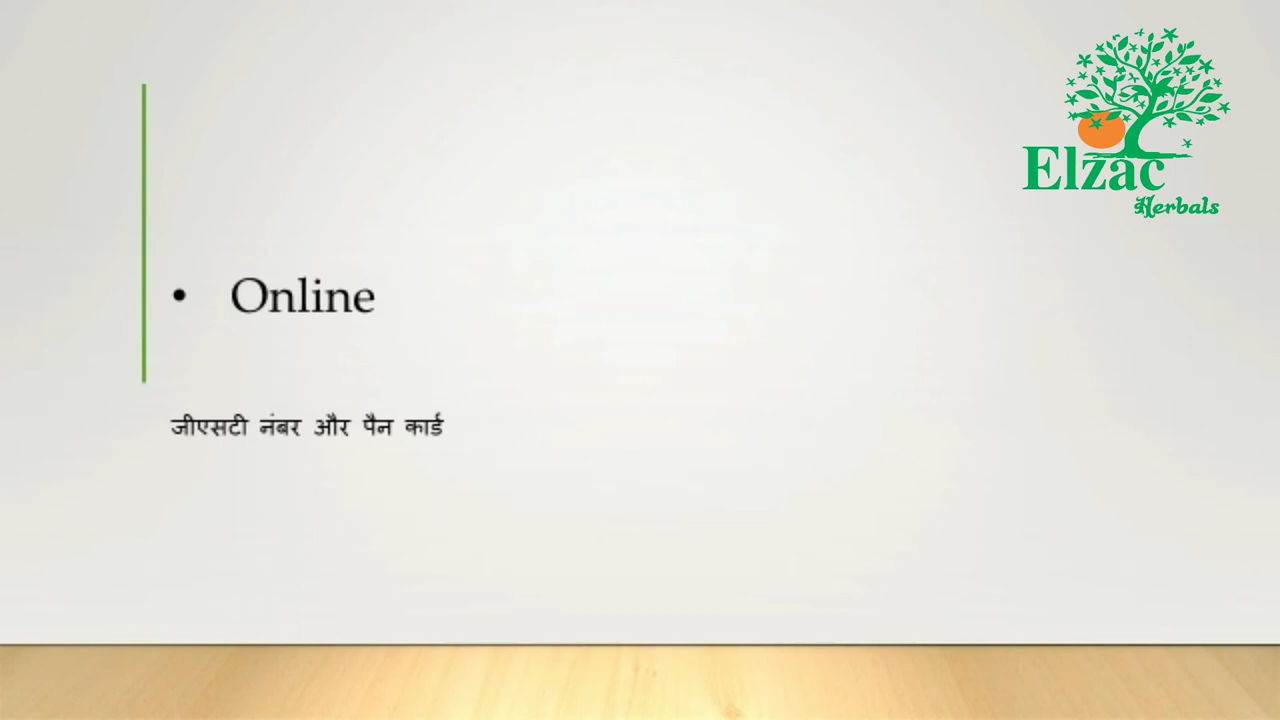 Elzac
Herbals
• Online
जीएसटी नंबर और पैन कार्ड